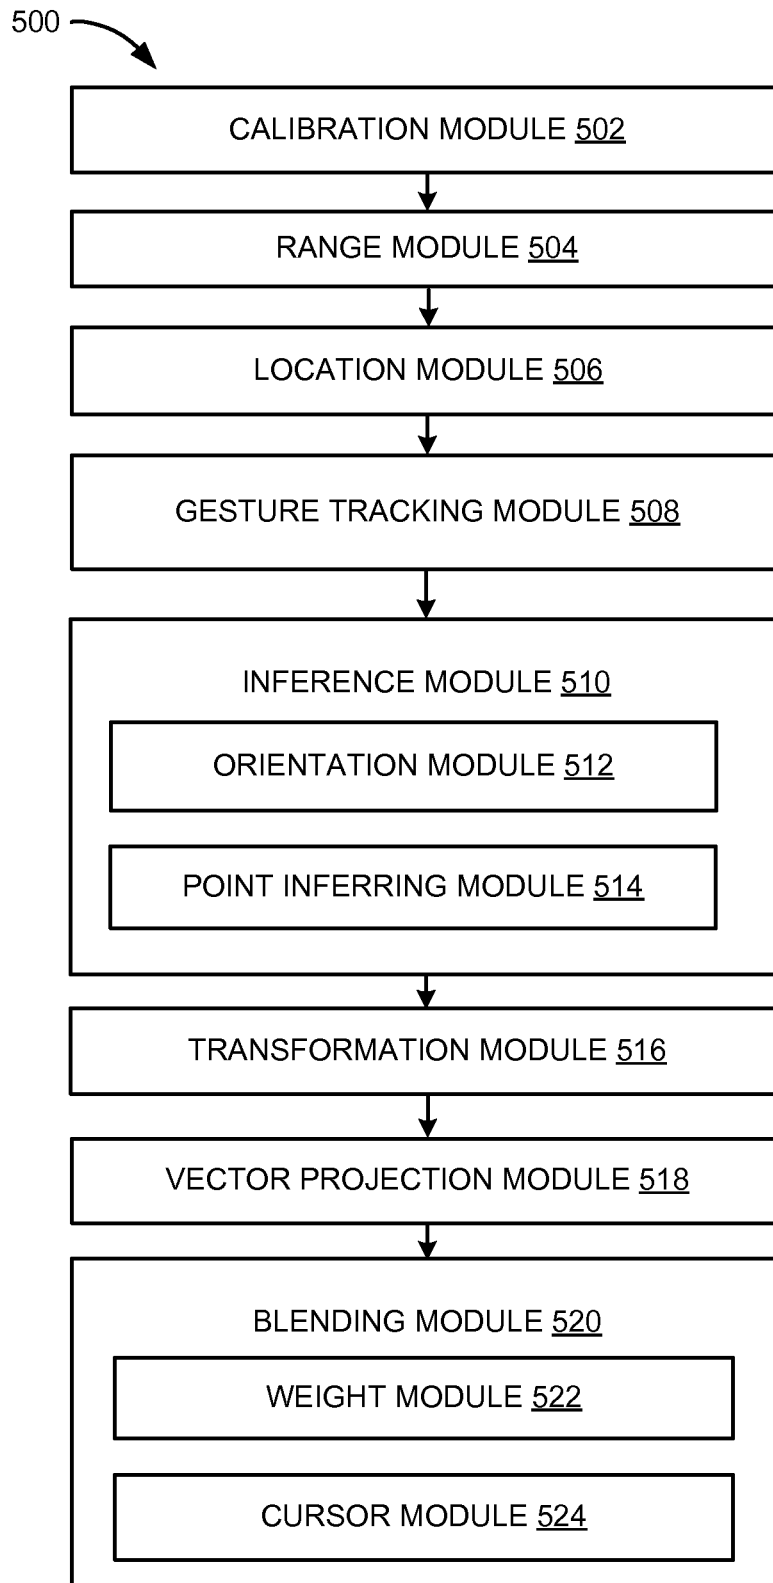 500
CALIBRATION MODULE 502
RANGE MODULE 504
LOCATION MODULE 506
GESTURE TRACKING MODULE 508
INFERENCE MODULE 510
ORIENTATION MODULE 512
POINT INFERRING MODULE 514
TRANSFORMATION MODULE 516
VECTOR PROJECTION MODULE 518
BLENDING MODULE 520
WEIGHT MODULE 522
CURSOR MODULE 524